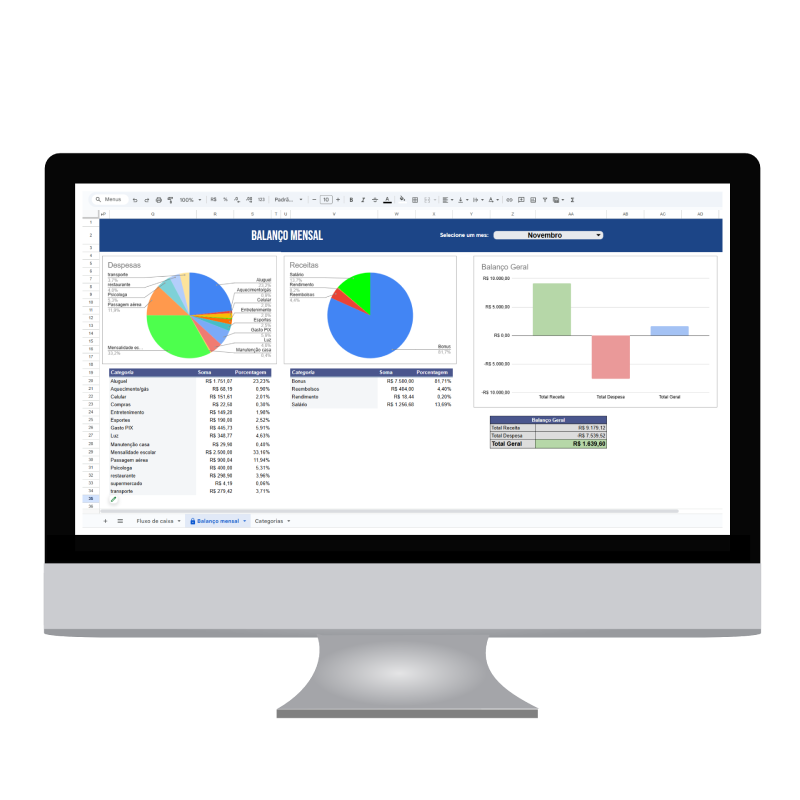 Menus 100% R$ % 123 Padrã... 10
Q R S T U V W X Y Z AA AB AC AD
BALANÇO MENSAL Selecione um mes: Novembro
Despesas
transporte
3,7%
restaurante
4,0%
Psicologa
5,3%
Passagem aérea
11,9%
Mensalidade es...
33,2%
Aluguel
23,2%
Aquecimento/gás
0,9%
Celular
2,0%
Entretenimento
2,0%
Esportes
2,5%
Gasto PIX
5,9%
Luz
4,6%
Manutenção casa
0,4%
Receitas
Salário
13,7%
Rendimento
0,2%
Reembolsos
4,4%
Bonus
81,7%
Balanço Geral
R$ 10.000,00
R$ 5.000,00
R$ 0,00
-R$ 5.000,00
-R$ 10.000,00
Total Receita Total Despesa Total Geral
Categoria Soma Porcentagem
Aluguel R$ 1.751,07 23,23%
Aquecimento/gás R$ 68,19 0,90%
Celular R$ 151,61 2,01%
Compras R$ 22,50 0,30%
Entretenimento R$ 149,20 1,98%
Esportes R$ 190,00 2,52%
Gasto PIX R$ 445,73 5,91%
Luz R$ 348,77 4,63%
Manutenção casa R$ 29,90 0,40%
Mensalidade escolar R$ 2.500,00 33,16%
Passagem aérea R$ 900,04 11,94%
Psicologa R$ 400,00 5,31%
restaurante R$ 298,90 3,96%
supermercado R$ 4,19 0,06%
transporte R$ 279,42 3,71%
Categoria Soma Porcentagem
Bonus R$ 7.500,00 81,71%
Reembolsos R$ 404,00 4,40%
Rendimento R$ 18,44 0,20%
Salário R$ 1.256,68 13,69%
Balanço Geral
Total Receita R$ 9.179,12
Total Despesa -R$ 7.539,52
Total Geral R$ 1.639,60
Fluxo de caixa Balanço mensal Categorias